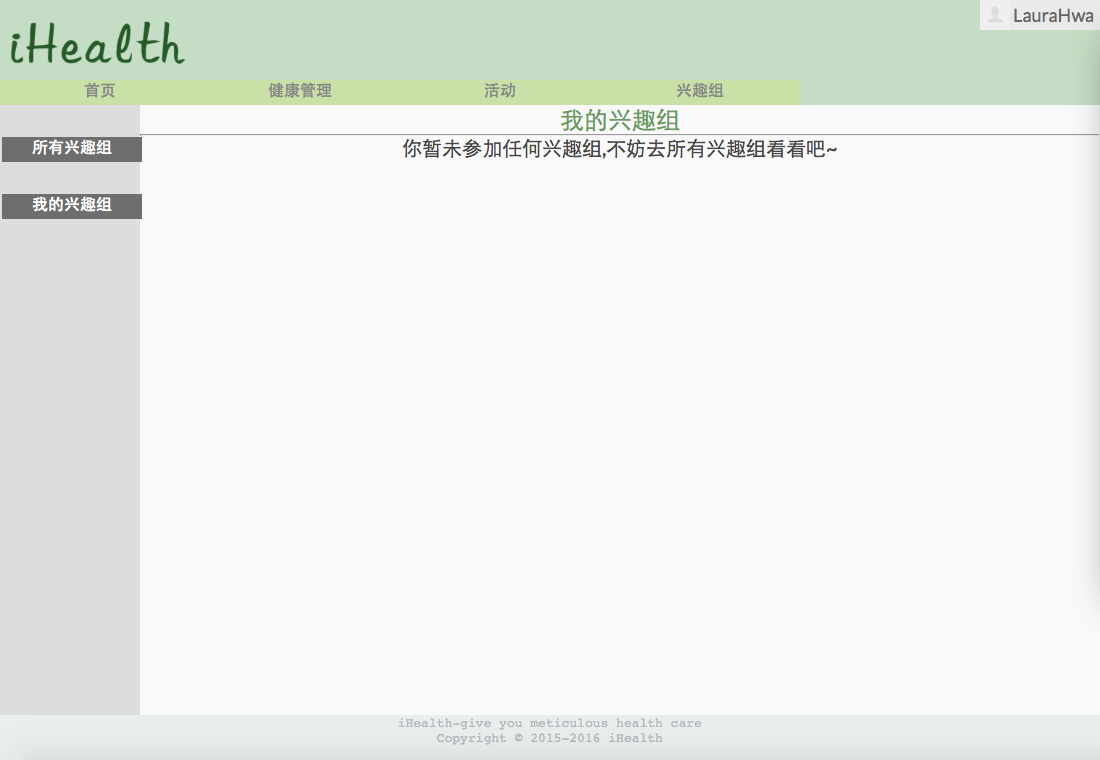 LauraHwa
iHealth
首页 健康管理 活动 兴趣组
我的兴趣组
所有兴趣组
你暂未参加任何兴趣组,不妨去所有兴趣组看看吧~
我的兴趣组
iHealth-give you meticulous health care
Copyright © 2015-2016 iHealth